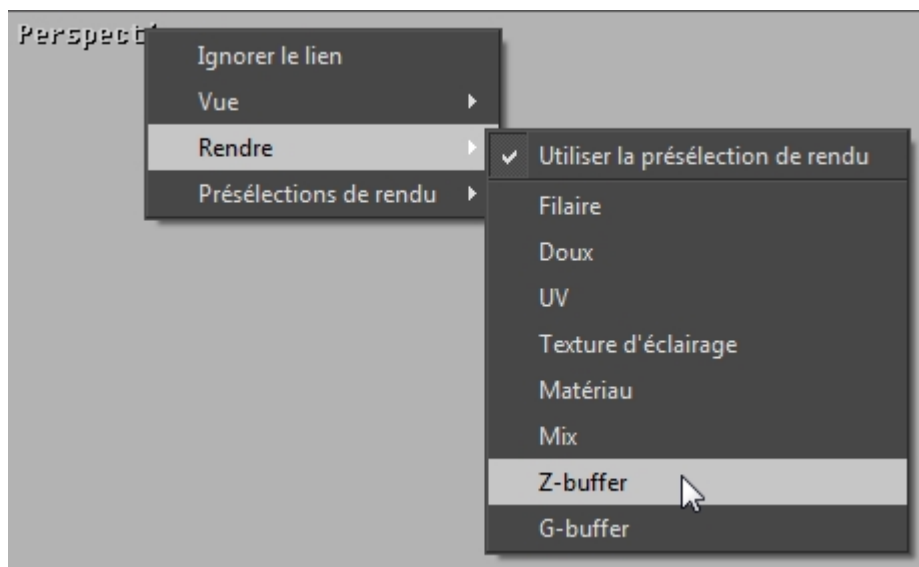 Perspecti
Ignorer le lien
Vue
Rendre
Présélections de rendu
Utiliser la présélection de rendu
Filaire
Doux
UV
Texture d'éclairage
Matériau
Mix
Z-buffer
G-buffer